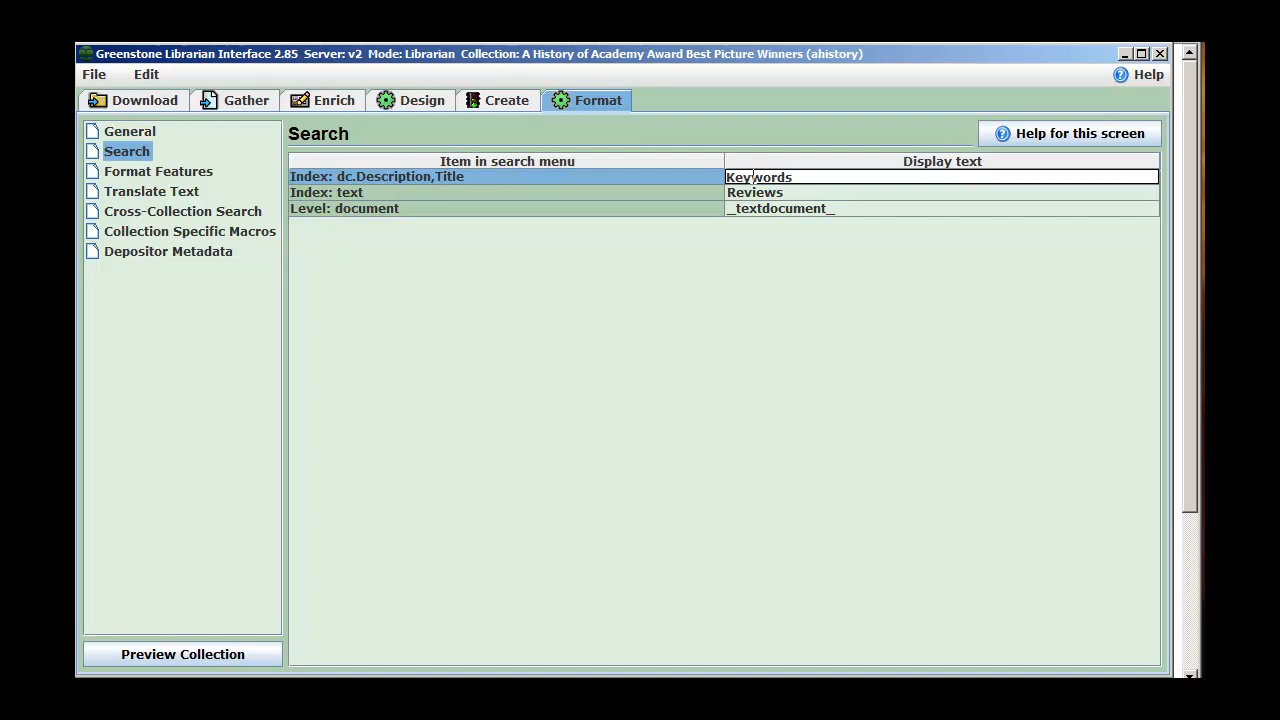 Greenstone Librarian Interface 2.85 Server: v2 Mode: Librarian Collection: A History of Academy Award Best Picture Winners (ahistory)
File Edit Help
Download Gather Enrich Design Create Format
General
Search
Format Features
Translate Text
Cross-Collection Search
Collection Specific Macros
Depositor Metadata
Preview Collection
Search Help for this screen
Item in search menu Display text
Index: dc.Description,Title Keywords
Index: text Reviews
Level: document _textdocument_